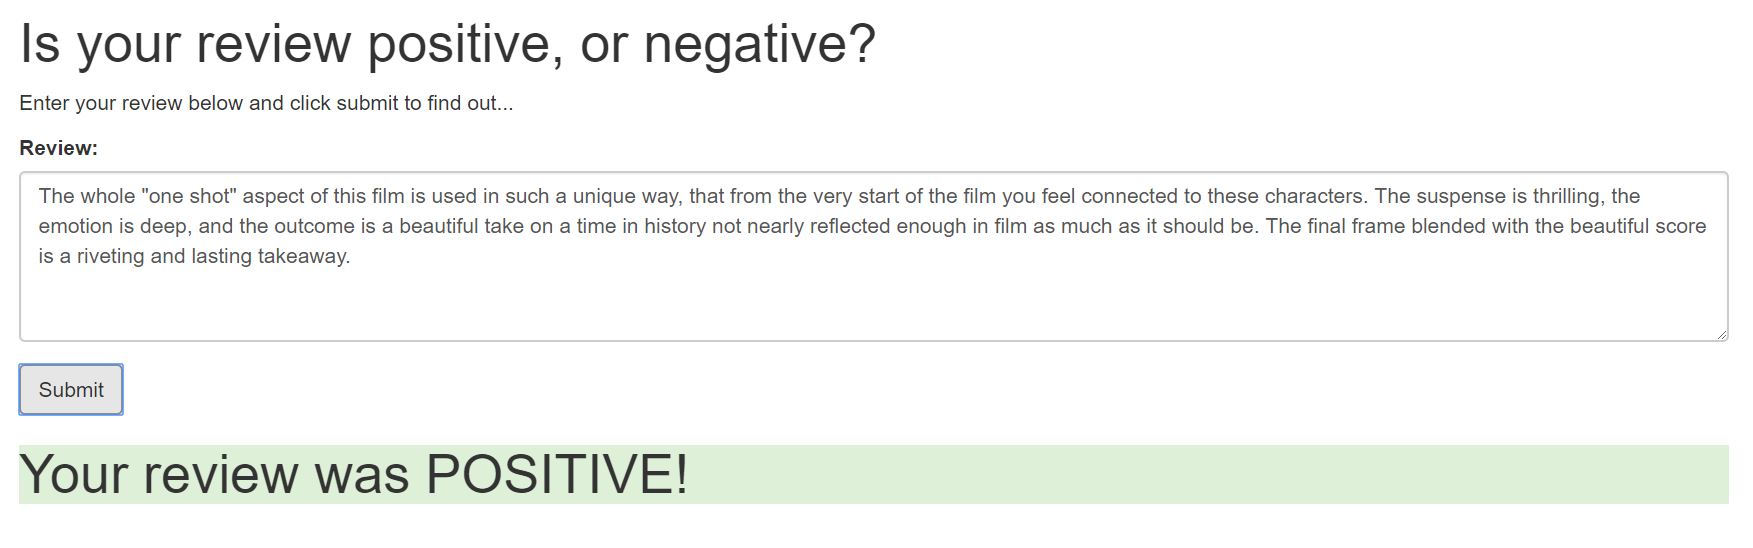 Is your review positive, or negative?
Enter your review below and click submit to find out...
Review:
The whole "one shot" aspect of this film is used in such a unique way, that from the very start of the film you feel connected to these characters. The suspense is thrilling, the
emotion is deep, and the outcome is a beautiful take on a time in history not nearly reflected enough in film as much as it should be. The final frame blended with the beautiful score
is a riveting and lasting takeaway.
Submit
Your review was POSITIVE!